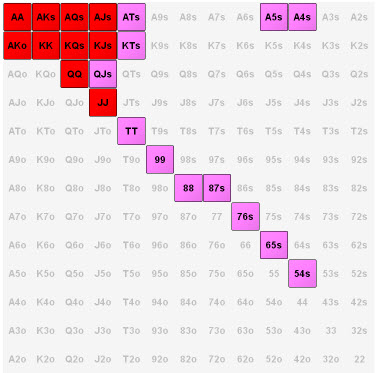 AA AKs AQs AJs ATs A9s A8s A7s A6s A5s A4s A3s A2s
AKo KK KQs KJs KTs K9s K8s K7s K6s K5s K4s K3s K2s
AQo KQo QQ QJs QTs Q9s Q8s Q7s Q6s Q5s Q4s Q3s Q2s
AJo KJo QJo JJ JTs J9s J8s J7s J6s J5s J4s J3s J2s
ATo KTo QTo JTo TT T9s T8s T7s T6s T5s T4s T3s T2s
A9o K9o Q9o J9o T9o 99 98s 97s 96s 95s 94s 93s 92s
A8o K8o Q8o J8o T8o 98o 88 87s 86s 85s 84s 83s 82s
A7o K7o Q7o J7o T7o 97o 87o 77 76s 75s 74s 73s 72s
A6o K6o Q6o J6o T6o 96o 86o 76o 66 65s 64s 63s 62s
A5o K5o Q5o J5o T5o 95o 85o 75o 65o 55 54s 53s 52s
A4o K4o Q4o J4o T4o 94o 84o 74o 64o 54o 44 43s 42s
A3o K3o Q3o J3o T3o 93o 83o 73o 63o 53o 43o 33 32s
A2o K2o Q2o J2o T2o 92o 82o 72o 62o 52o 42o 32o 22